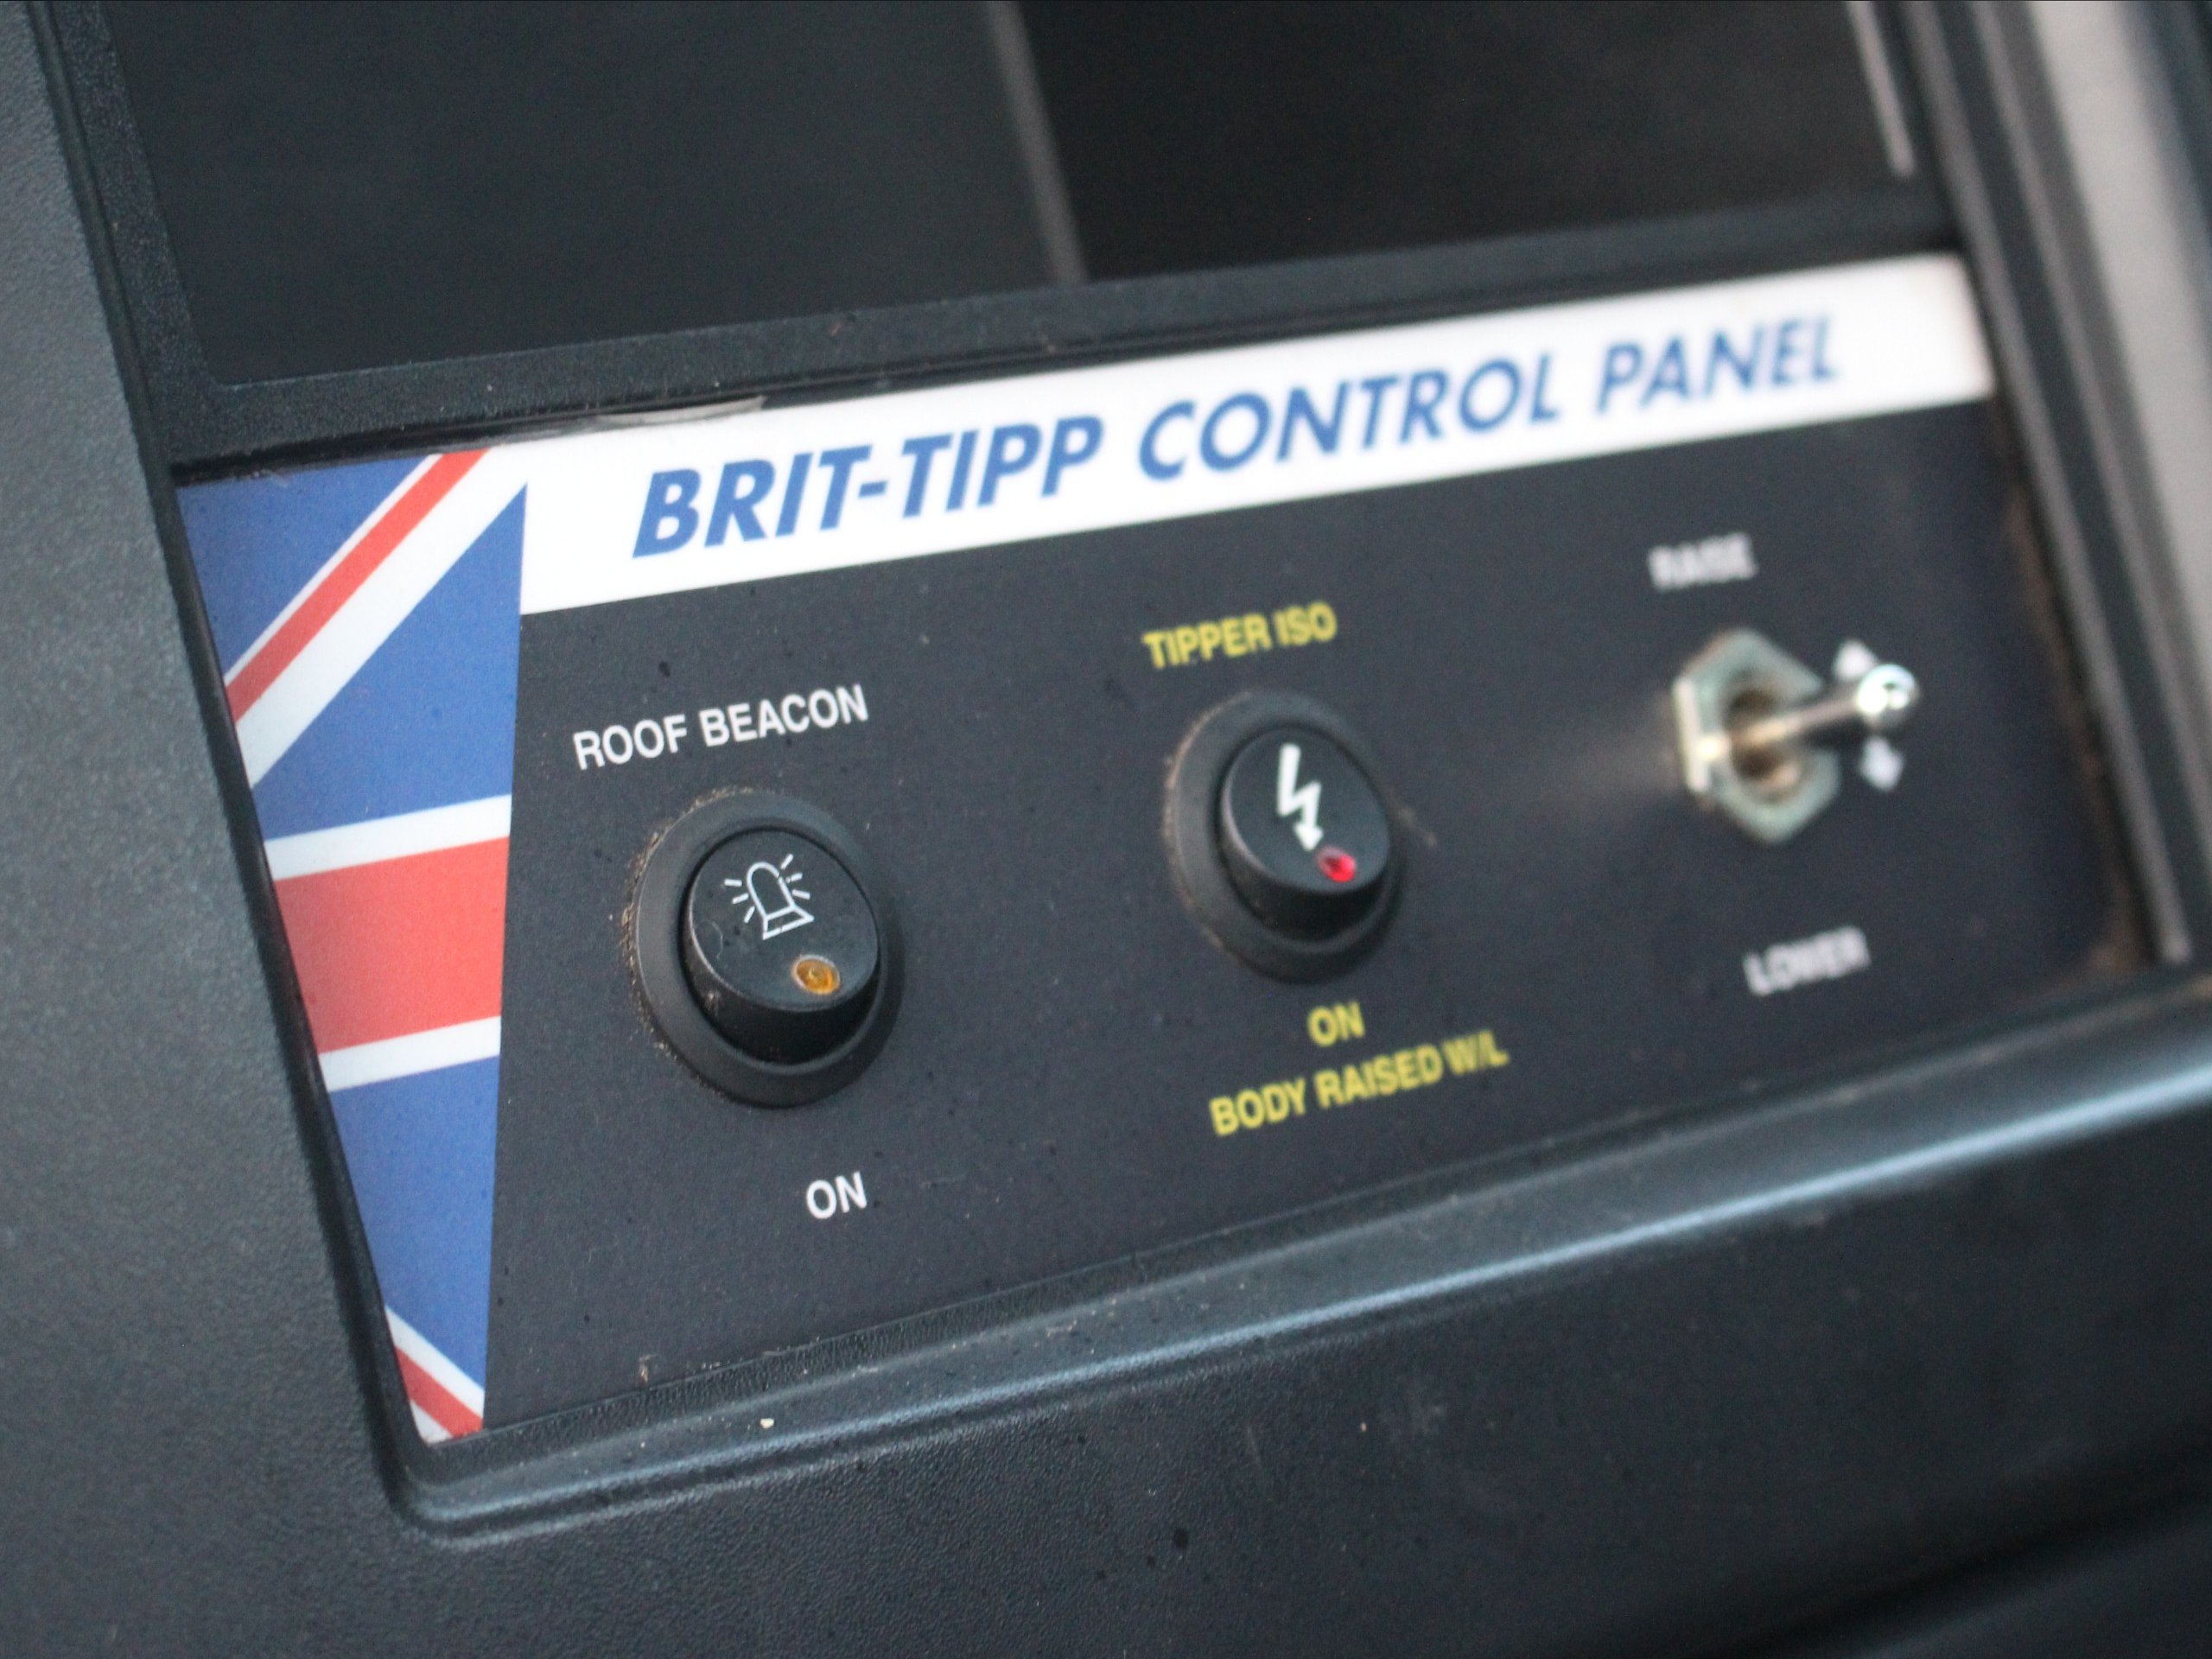 BRIT-TIPP CONTROL PANEL
ROOF BEACON
ON
TIPPER ISO
ON
BODY RAISED W/L
RAISE
LOWER